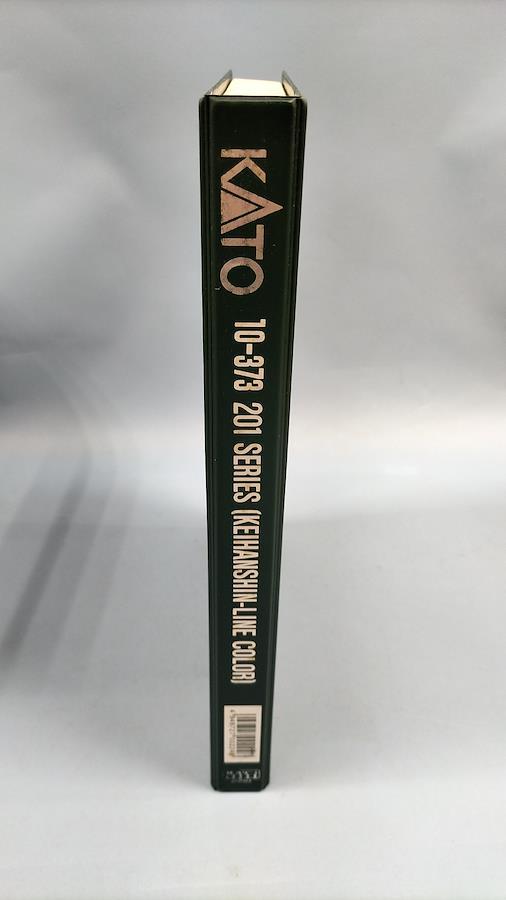 KATO
10-373 201 SERIES (KEIHANSHIN-LINE COLOR)